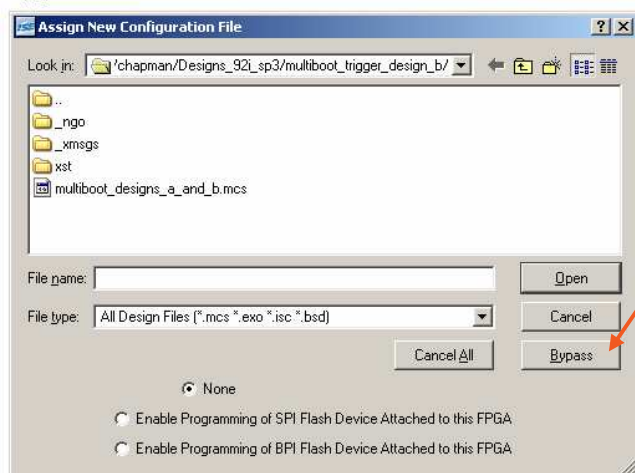 ISE Assign New Configuration File
Look in: 'chapman/Designs_92i_sp3/multiboot_trigger_design_b/
..
_ngo
_xmsgs
xst
multiboot_designs_a_and_b.mcs
File name: Open
File type: All Design Files (*.mcs *.exo *.isc *.bsd) Cancel
Cancel All Bypass
None
Enable Programming of SPI Flash Device Attached to this FPGA
Enable Programming of BPI Flash Device Attached to this FPGA